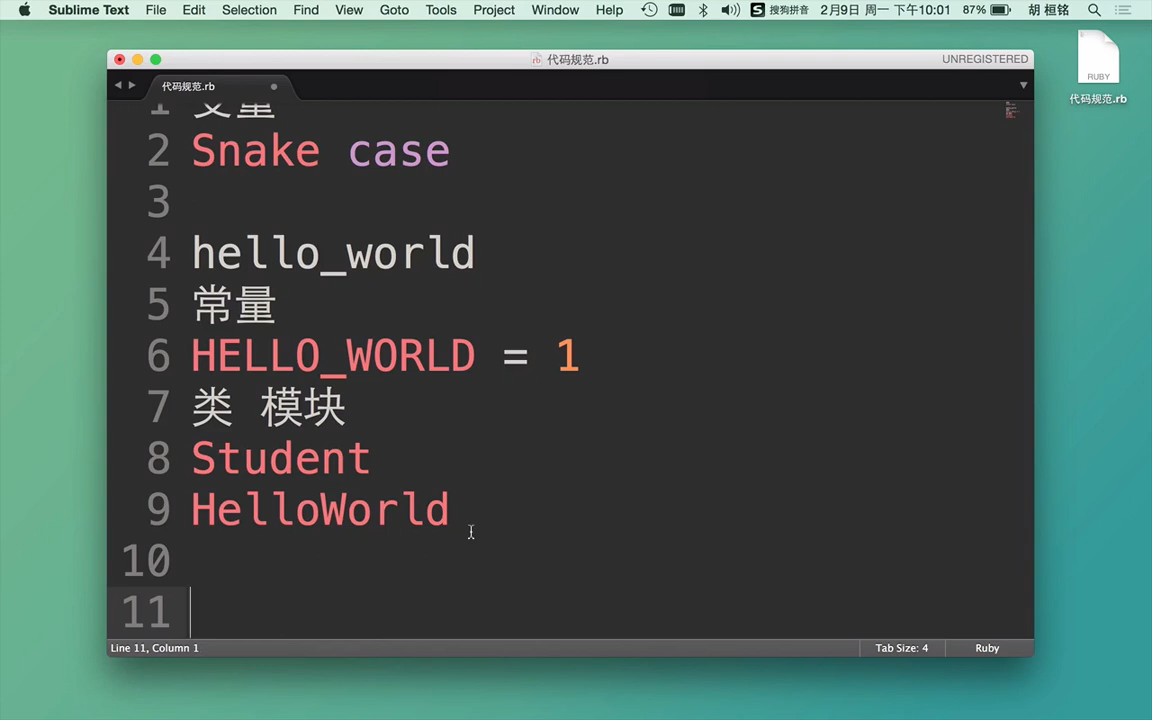 Sublime Text File Edit Selection Find View Goto Tools Project Window Help 搜狗拼音 2月9日 周一 下午10:01 87% 胡 桓铭
代码规范.rb UNREGISTERED
代码规范.rb
RUBY
代码规范.rb
1 变量
2 Snake case
3
4 hello_world
5 常量
6 HELLO_WORLD = 1
7 类 模块
8 Student
9 HelloWorld
10
11
Line 11, Column 1 Tab Size: 4 Ruby